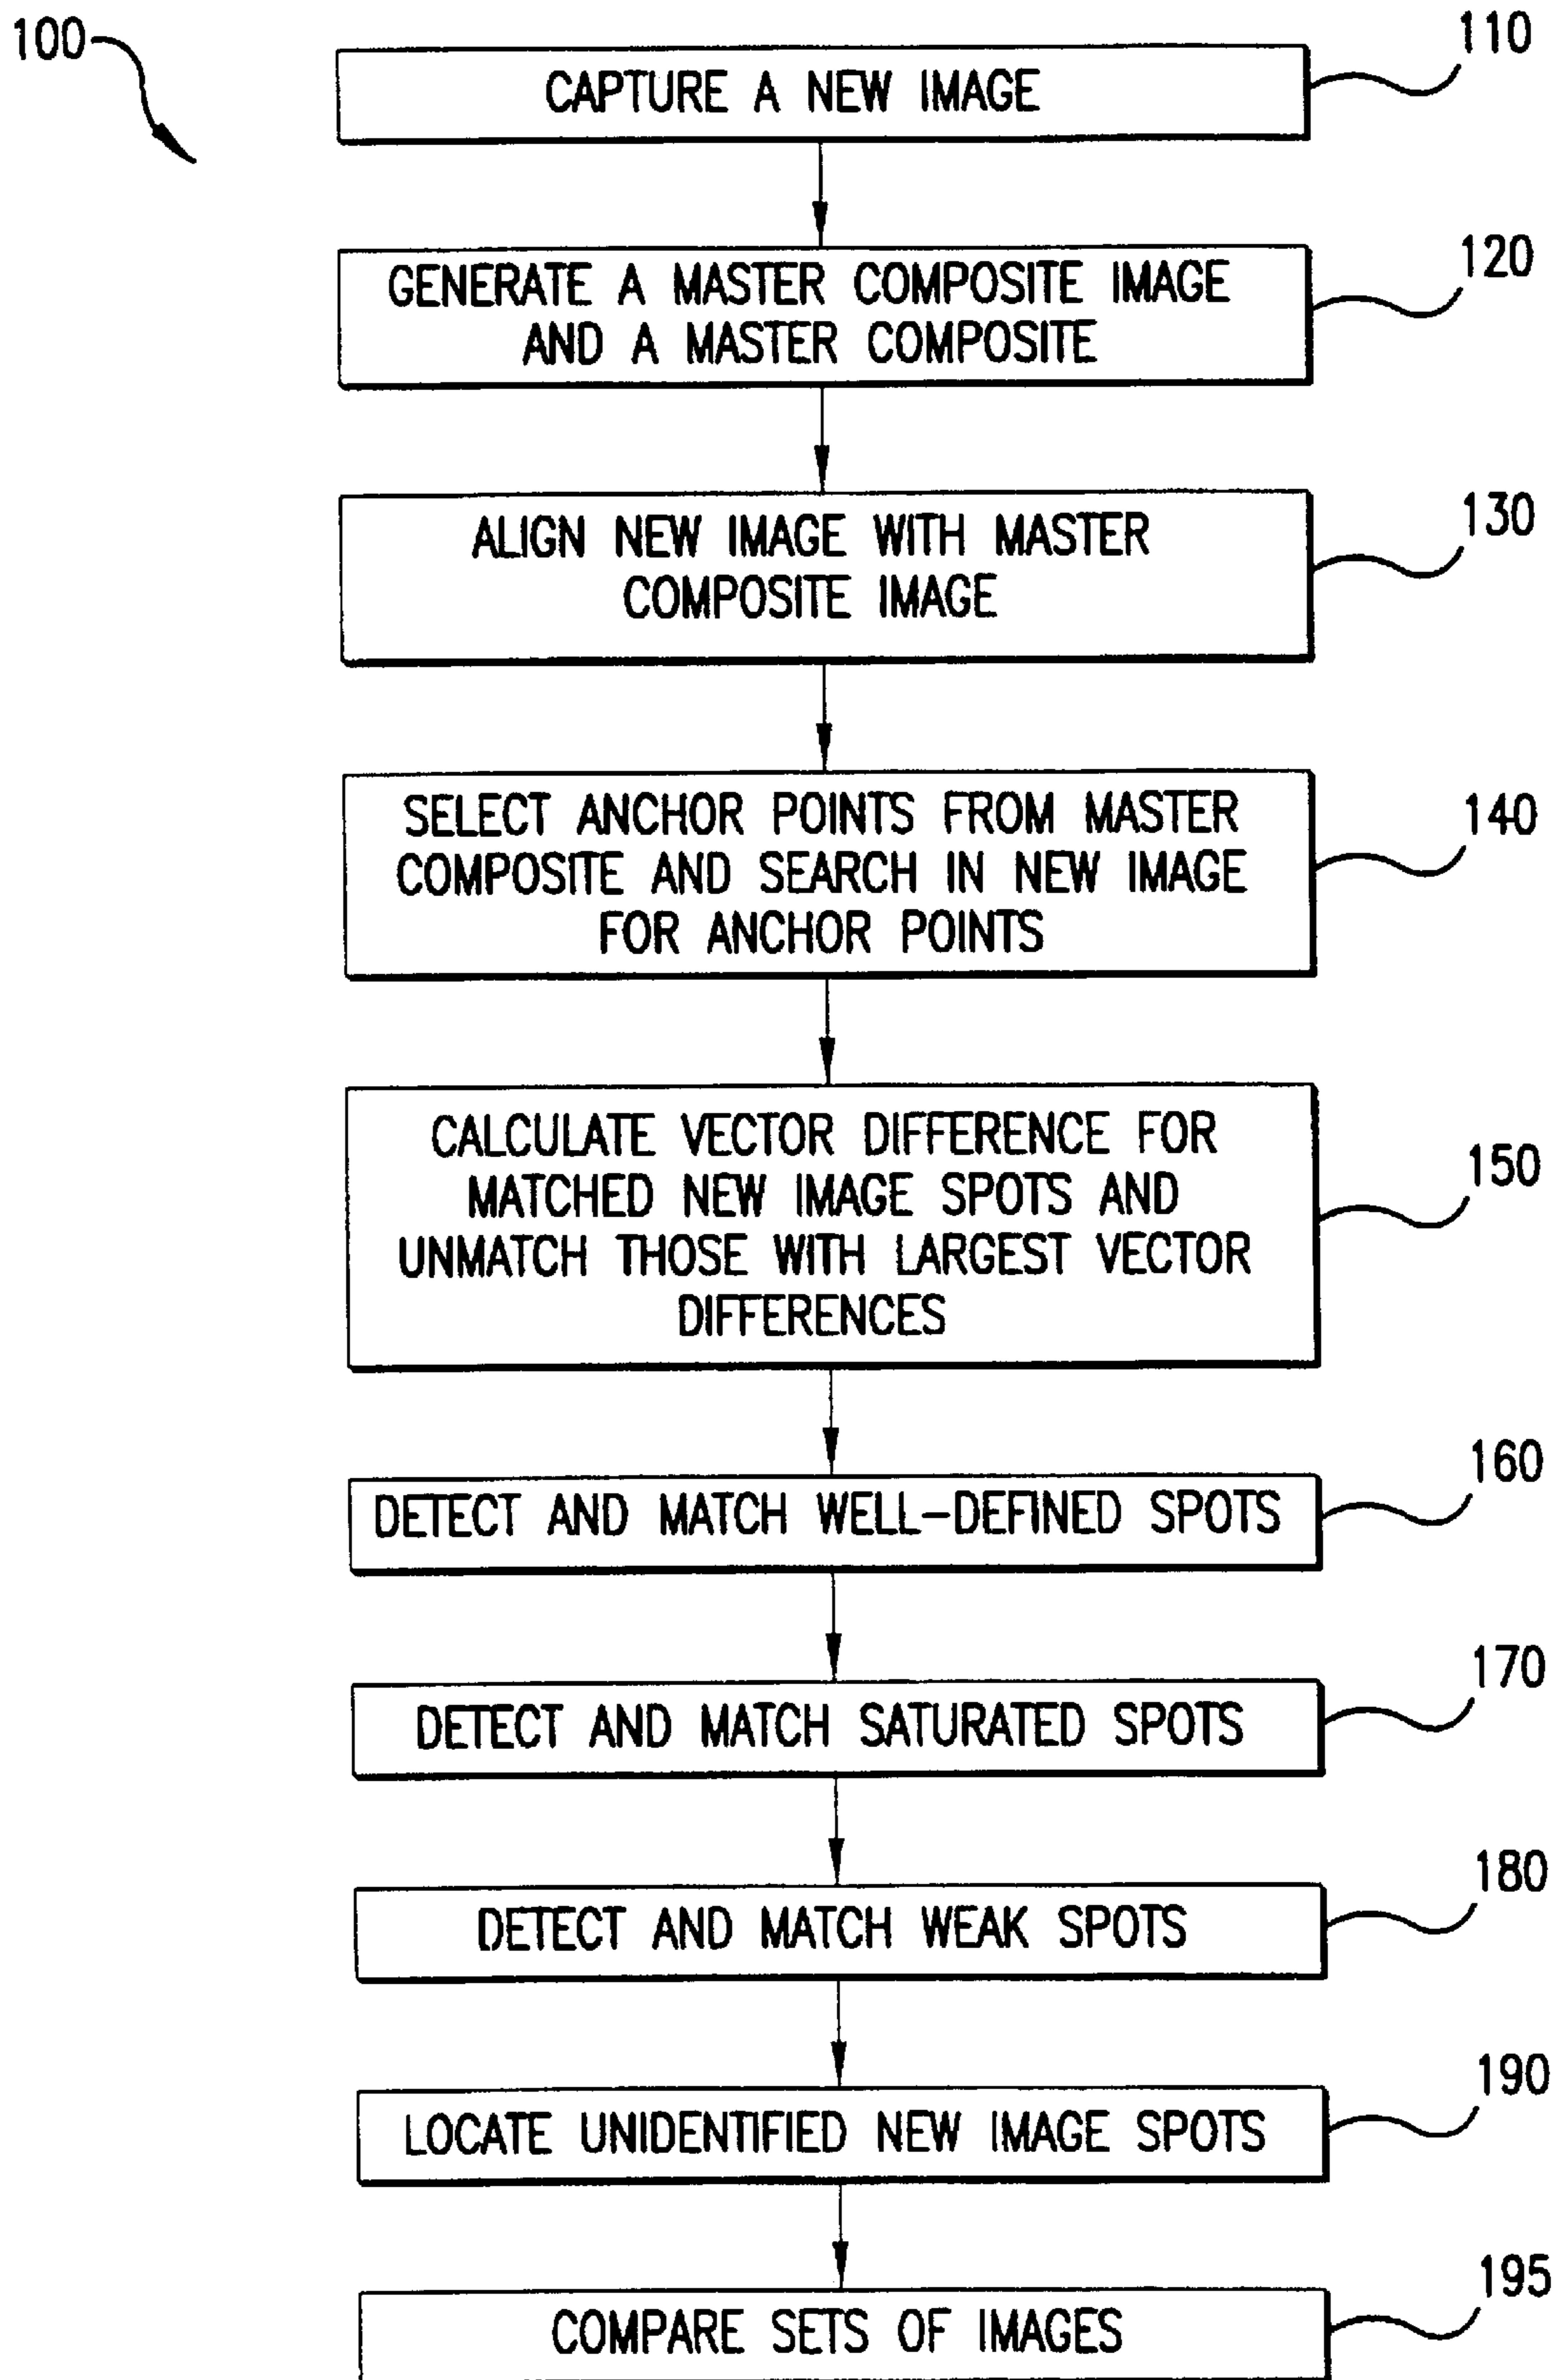 100
110
CAPTURE A NEW IMAGE
120
GENERATE A MASTER COMPOSITE IMAGE
AND A MASTER COMPOSITE
130
ALIGN NEW IMAGE WITH MASTER
COMPOSITE IMAGE
140
SELECT ANCHOR POINTS FROM MASTER
COMPOSITE AND SEARCH IN NEW IMAGE
FOR ANCHOR POINTS
150
CALCULATE VECTOR DIFFERENCE FOR
MATCHED NEW IMAGE SPOTS AND
UNMATCH THOSE WITH LARGEST VECTOR
DIFFERENCES
160
DETECT AND MATCH WELL-DEFINED SPOTS
170
DETECT AND MATCH SATURATED SPOTS
180
DETECT AND MATCH WEAK SPOTS
190
LOCATE UNIDENTIFIED NEW IMAGE SPOTS
195
COMPARE SETS OF IMAGES